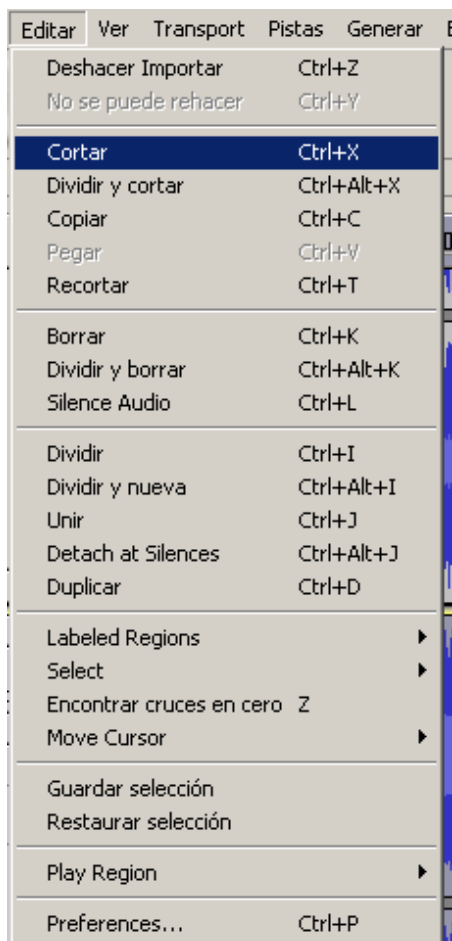 Editar Ver Transport Pistas Generar
Deshacer Importar Ctrl+Z
No se puede rehacer Ctrl+Y
Cortar Ctrl+X
Dividir y cortar Ctrl+Alt+X
Copiar Ctrl+C
Pegar Ctrl+V
Recortar Ctrl+T
Borrar Ctrl+K
Dividir y borrar Ctrl+Alt+K
Silence Audio Ctrl+L
Dividir Ctrl+I
Dividir y nueva Ctrl+Alt+I
Unir Ctrl+J
Detach at Silences Ctrl+Alt+J
Duplicar Ctrl+D
Labeled Regions
Select
Encontrar cruces en cero Z
Move Cursor
Guardar selección
Restaurar selección
Play Region
Preferences... Ctrl+P